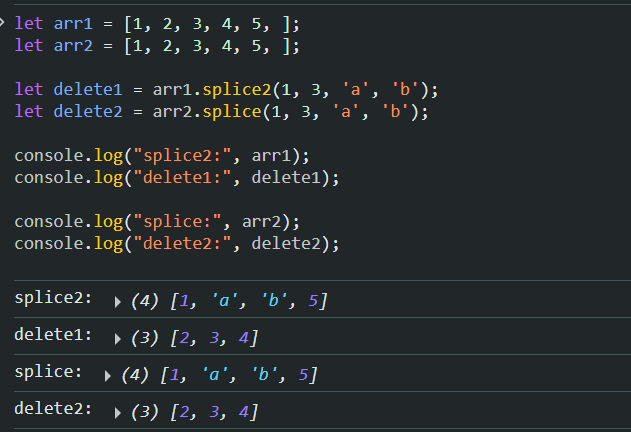 let arr1 = [1, 2, 3, 4, 5, ];
let arr2 = [1, 2, 3, 4, 5, ];
let delete1 = arr1.splice2(1, 3, 'a', 'b');
let delete2 = arr2.splice(1, 3, 'a', 'b');
console.log("splice2:", arr1);
console.log("delete1:", delete1);
console.log("splice:", arr2);
console.log("delete2:", delete2);
splice2: ▸ (4) [1, 'a', 'b', 5]
delete1: ▸ (3) [2, 3, 4]
splice: ▸ (4) [1, 'a', 'b', 5]
delete2: ▸ (3) [2, 3, 4]